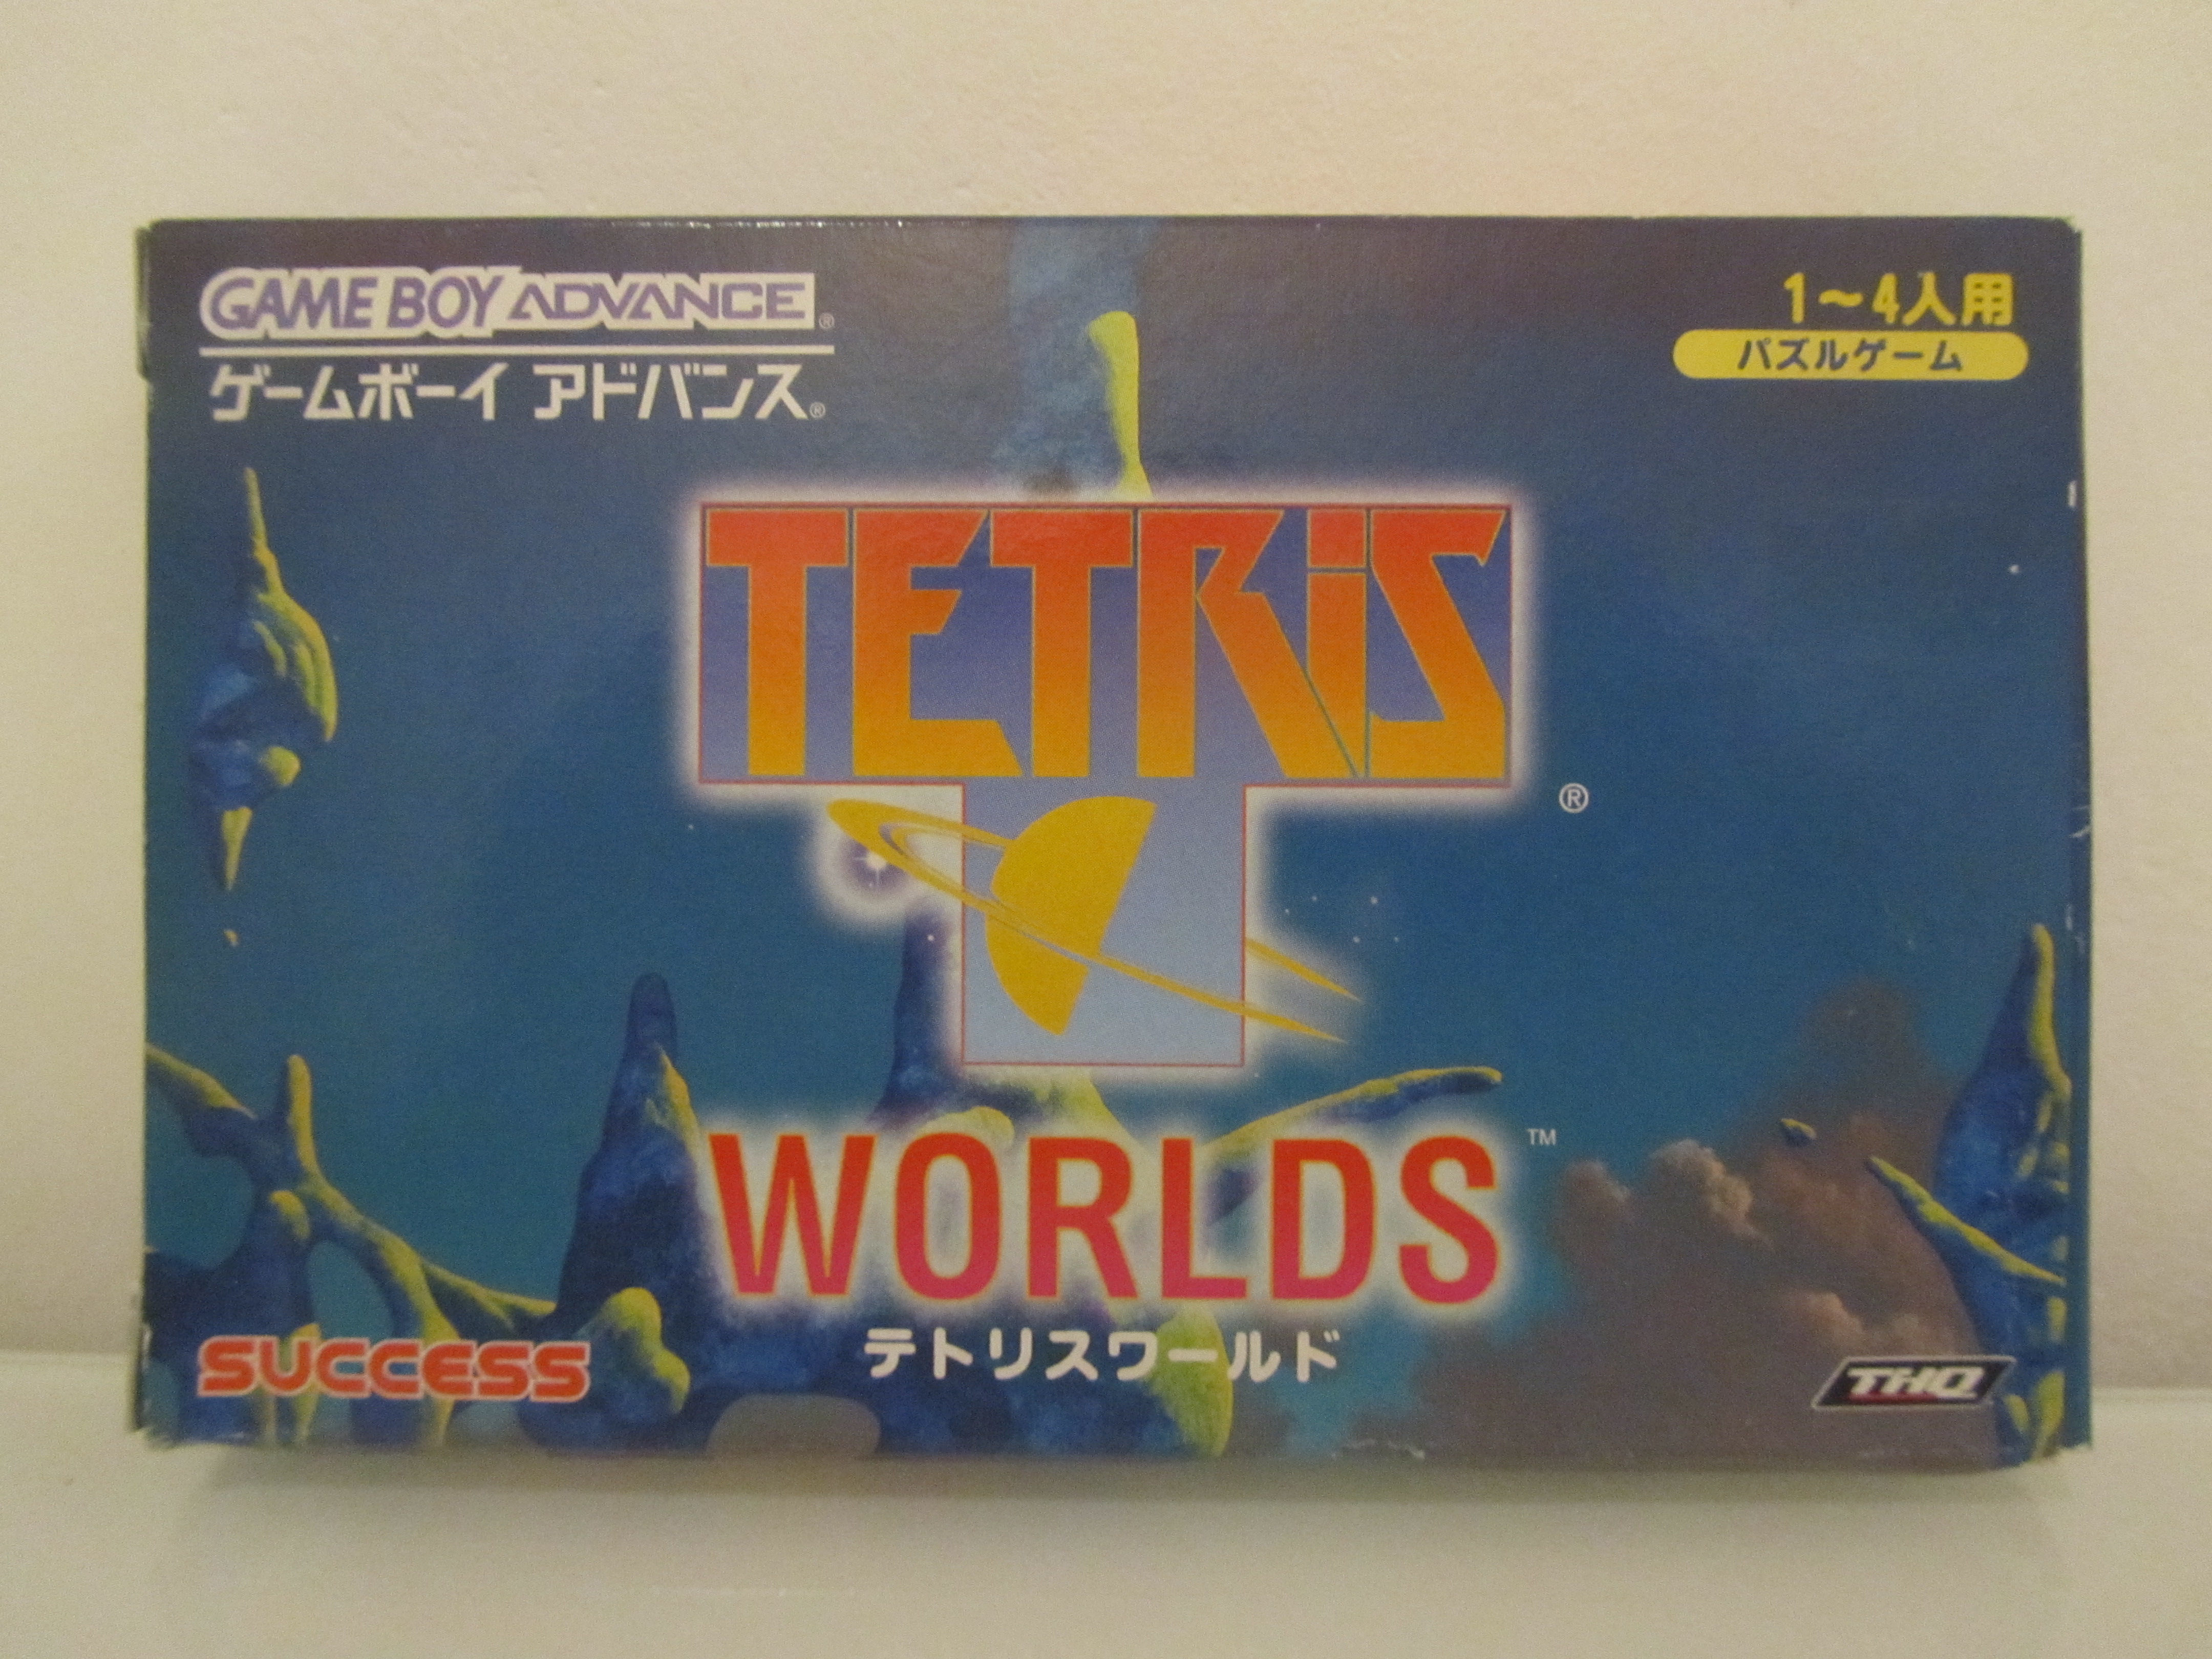 GAME BOY ADVANCE®
ゲームボーイ アドバンス®
1～4人用
パズルゲーム
TETRiS®
WORLDS™
テトリスワールド
SUCCESS
THQ